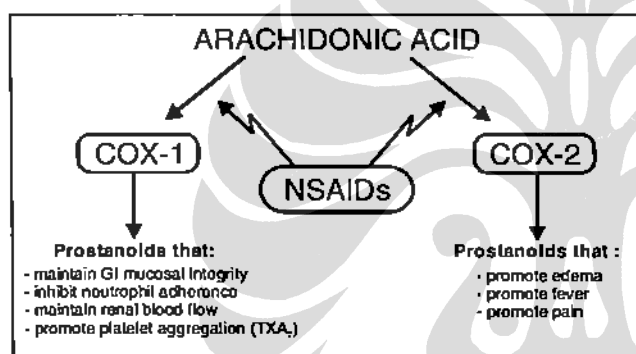 ARACHIDONIC ACID
COX-1
NSAIDs
COX-2
Prostanoids that:
- maintain GI mucosal integrity
- inhibit neutrophil adherence
- maintain renal blood flow
- promote platelet aggregation (TXA₂)
Prostanoids that :
- promote edema
- promote fever
- promote pain